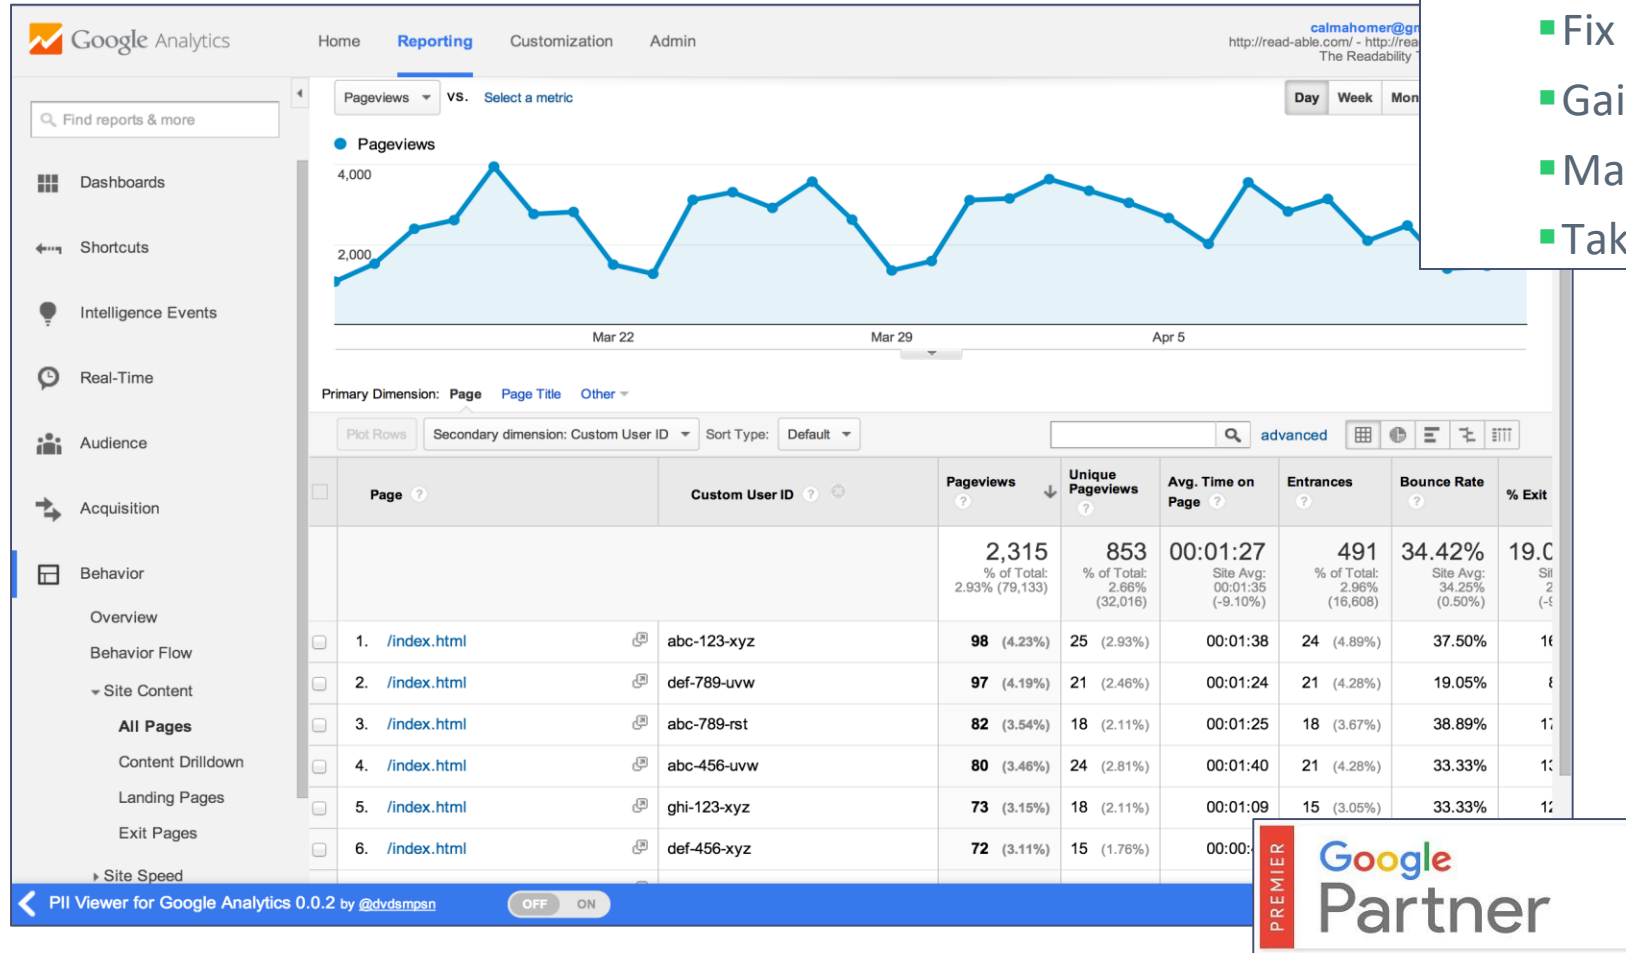 Google Analytics
Home Reporting Customization Admin
calmahomer@gm
http://read-able.com/ - http://rea
The Readability
Find reports & more
Dashboards
Shortcuts
Intelligence Events
Real-Time
Audience
Acquisition
Behavior
Overview
Behavior Flow
Site Content
All Pages
Content Drilldown
Landing Pages
Exit Pages
Site Speed
Pageviews VS. Select a metric
Day Week Mon
Pageviews
4,000
2,000
Mar 22 Mar 29 Apr 5
Primary Dimension: Page Page Title Other
Plot Rows Secondary dimension: Custom User ID Sort Type: Default advanced
Page ? Custom User ID ? Pageviews ? Unique Pageviews ? Avg. Time on Page ? Entrances ? Bounce Rate ? % Exit
2,315 853 00:01:27 491 34.42% 19.0
% of Total: % of Total: Site Avg: % of Total: Site Avg:
2.93% (79,133) 2.66% 00:01:35 2.96% 34.25%
(32,016) (-9.10%) (16,608) (0.50%)
1. /index.html abc-123-xyz 98 (4.23%) 25 (2.93%) 00:01:38 24 (4.89%) 37.50% 16
2. /index.html def-789-uvw 97 (4.19%) 21 (2.46%) 00:01:24 21 (4.28%) 19.05%
3. /index.html abc-789-rst 82 (3.54%) 18 (2.11%) 00:01:25 18 (3.67%) 38.89% 17
4. /index.html abc-456-uvw 80 (3.46%) 24 (2.81%) 00:01:40 21 (4.28%) 33.33% 13
5. /index.html ghi-123-xyz 73 (3.15%) 18 (2.11%) 00:01:09 15 (3.05%) 33.33% 12
6. /index.html def-456-xyz 72 (3.11%) 15 (1.76%) 00:00:
PII Viewer for Google Analytics 0.0.2 by @dvdsmpsn OFF ON
Fix
Gai
Ma
Tak
PREMIER
Google
Partner